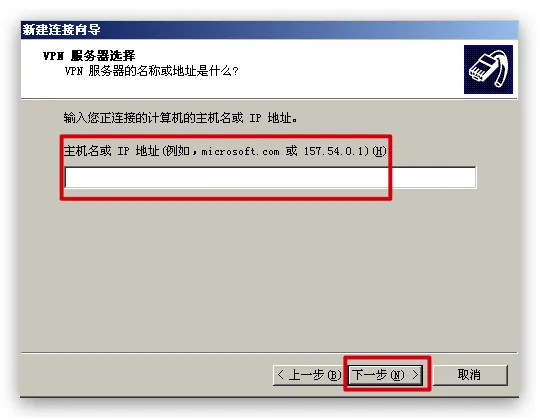 新建连接向导
VPN 服务器选择
VPN 服务器的名称或地址是什么?
输入您正连接的计算机的主机名或 IP 地址。
主机名或 IP 地址(例如，microsoft.com 或 157.54.0.1)(H)
< 上一步(B) 下一步(N) > 取消